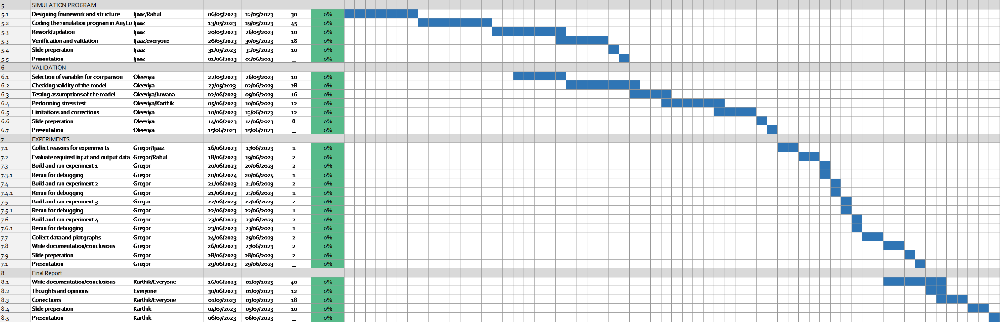 5 SIMULATION PROGRAM
5.1 Designing framework and structure Ijaaz/Rahul 06/05/2023 12/05/2023 30 0%
5.2 Coding the simulation program in AnyLo Ijaaz 13/05/2023 19/05/2023 45 0%
5.3 Rework/updation Ijaaz 20/05/2023 26/05/2023 10 0%
5.3 Verrification and validation Ijaaz/everyone 26/05/2023 30/05/2023 18 0%
5.4 Slide preperation Ijaaz 31/05/2023 31/05/2023 10 0%
5.5 Presentation Ijaaz 01/06/2023 01/06/2023 _ 0%
6 VALIDATION
6.1 Selection of variables for comparison Oleeviya 22/05/2023 26/05/2023 10 0%
6.2 Checking validity of the model Oleeviya 27/05/2023 02/06/2023 28 0%
6.3 Testing assumptions of the model Oleeviya/Juwana 02/06/2023 05/06/2023 16 0%
6.4 Performing stress test Oleeviya/Karthik 05/06/2023 10/06/2023 12 0%
6.5 Limitations and corrections Oleeviya 10/06/2023 13/06/2023 12 0%
6.6 Slide preperation Oleeviya 14/06/2023 14/06/2023 8 0%
6.7 Presentation Oleeviya 15/06/2023 15/06/2023 _ 0%
7 EXPERIMENTS
7.1 Collect reasons for experiments Gregor/Ijaaz 16/06/2023 17/06/2023 1 0%
7.2 Evaluate required input and output data Gregor/Rahul 18/06/2023 19/06/2023 2 0%
7.3 Build and run experiment 1 Gregor 20/06/2023 20/06/2023 2 0%
7.3.1 Rerun for debugging Gregor 20/06/2024 20/06/2024 1 0%
7.4 Build and run experiment 2 Gregor 21/06/2023 21/06/2023 2 0%
7.4.1 Rerun for debugging Gregor 21/06/2023 21/06/2023 1 0%
7.5 Build and run experiment 3 Gregor 22/06/2023 22/06/2023 2 0%
7.5.1 Rerun for debugging Gregor 22/06/2023 22/06/2023 1 0%
7.6 Build and run experiment 4 Gregor 23/06/2023 23/06/2023 2 0%
7.6.1 Rerun for debugging Gregor 23/06/2023 23/06/2023 1 0%
7.7 Collect data and plot graphs Gregor 24/06/2023 25/06/2023 2 0%
7.8 Write documentation/conclusions Gregor 26/06/2023 27/06/2023 2 0%
7.9 Slide preperation Gregor 28/06/2023 28/06/2023 2 0%
7.1 Presentation Gregor 29/06/2023 29/06/2023 _ 0%
8 Final Report
8.1 Write documentation/conclusions Karthik/Everyone 26/06/2023 01/07/2023 40 0%
8.2 Thoughts and opinions Everyone 30/06/2023 01/07/2023 12 0%
8.3 Corrections Karthik/Everyone 01/07/2023 03/07/2023 18 0%
8.4 Slide preperation Karthik 04/07/2023 05/07/2023 10 0%
8.5 Presentation Karthik 06/07/2023 06/07/2023 _ 0%